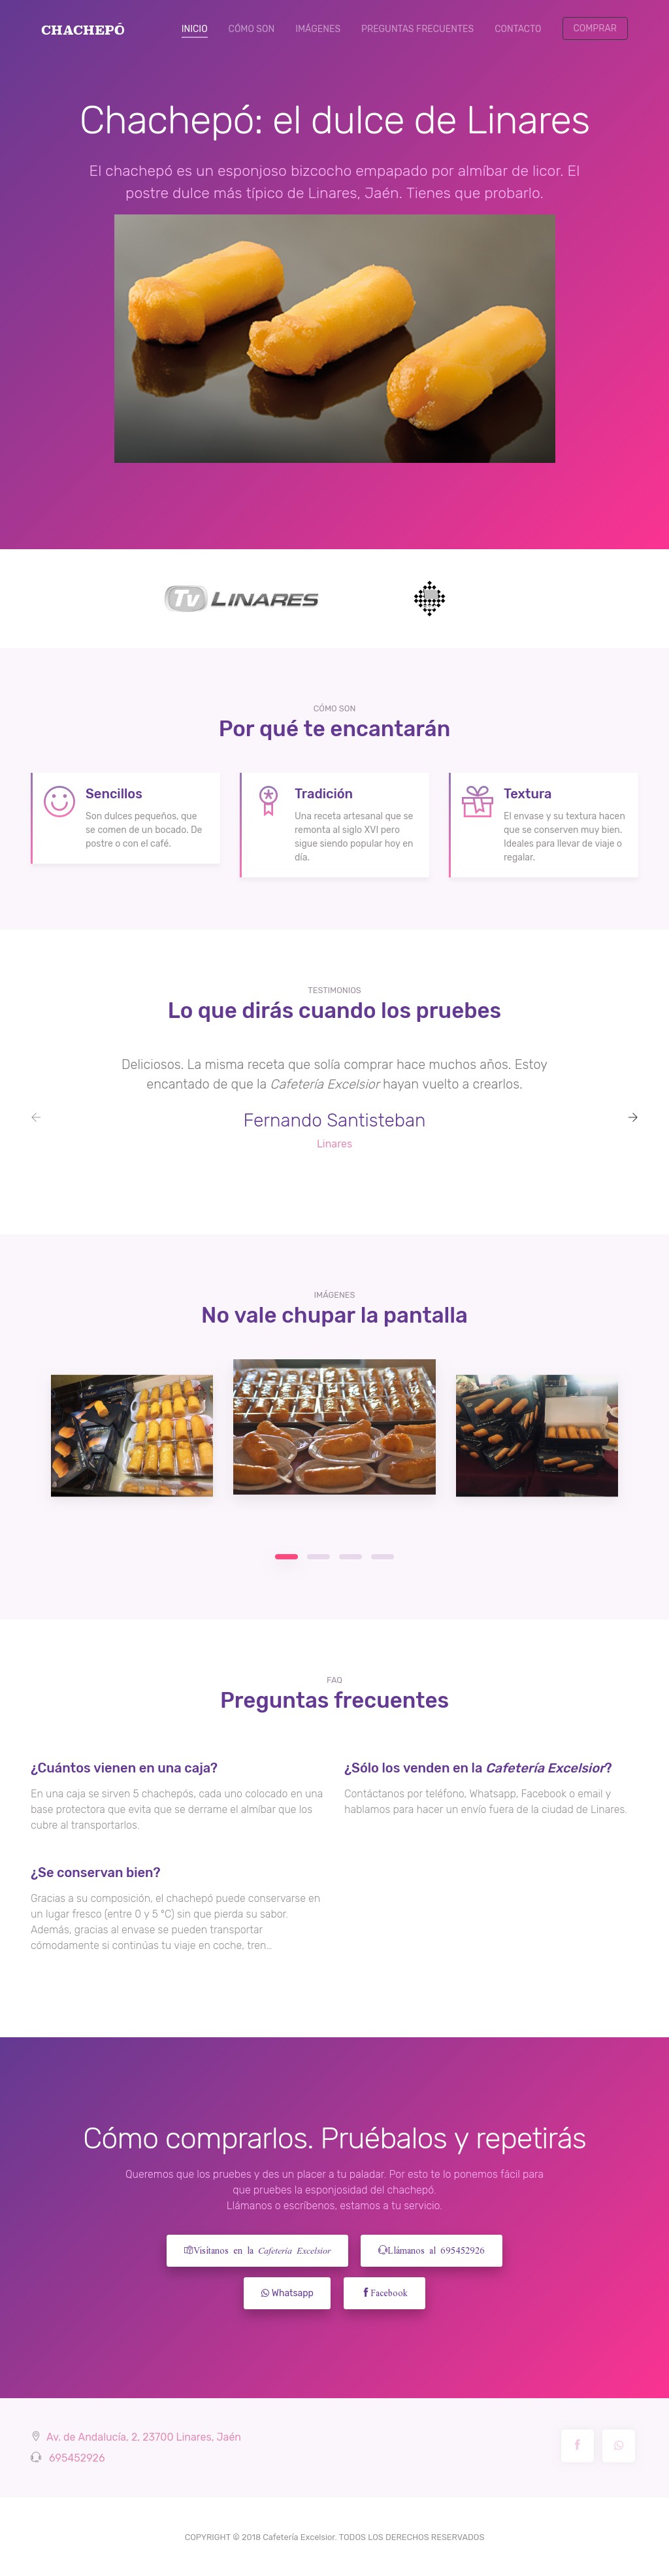 CHACHEPÓ
INICIO
CÓMO SON
IMÁGENES
PREGUNTAS FRECUENTES
CONTACTO
COMPRAR
Chachepó: el dulce de Linares
El chachepó es un esponjoso bizcocho empapado por almíbar de licor. El
postre dulce más típico de Linares, Jaén. Tienes que probarlo.
Tv LINARES
CÓMO SON
Por qué te encantarán
Sencillos
Son dulces pequeños, que
se comen de un bocado. De
postre o con el café.
Tradición
Una receta artesanal que se
remonta al siglo XVI pero
sigue siendo popular hoy en
día.
Textura
El envase y su textura hacen
que se conserven muy bien.
Ideales para llevar de viaje o
regalar.
TESTIMONIOS
Lo que dirás cuando los pruebes
Deliciosos. La misma receta que solía comprar hace muchos años. Estoy
encantado de que la Cafetería Excelsior hayan vuelto a crearlos.
Fernando Santisteban
Linares
IMÁGENES
No vale chupar la pantalla
FAQ
Preguntas frecuentes
¿Cuántos vienen en una caja?
En una caja se sirven 5 chachepós, cada uno colocado en una
base protectora que evita que se derrame el almíbar que los
cubre al transportarlos.
¿Sólo los venden en la Cafetería Excelsior?
Contáctanos por teléfono, Whatsapp, Facebook o email y
hablamos para hacer un envío fuera de la ciudad de Linares.
¿Se conservan bien?
Gracias a su composición, el chachepó puede conservarse en
un lugar fresco (entre 0 y 5 °C) sin que pierda su sabor.
Además, gracias al envase se pueden transportar
cómodamente si continúas tu viaje en coche, tren...
Cómo comprarlos. Pruébalos y repetirás
Queremos que los pruebes y des un placer a tu paladar. Por esto te lo ponemos fácil para
que pruebes la esponjosidad del chachepó.
Llámanos o escríbenos, estamos a tu servicio.
Visítanos en la Cafetería Excelsior
Llámanos al 695452926
Whatsapp
Facebook
Av. de Andalucía, 2, 23700 Linares, Jaén
695452926
COPYRIGHT © 2018 Cafetería Excelsior. TODOS LOS DERECHOS RESERVADOS